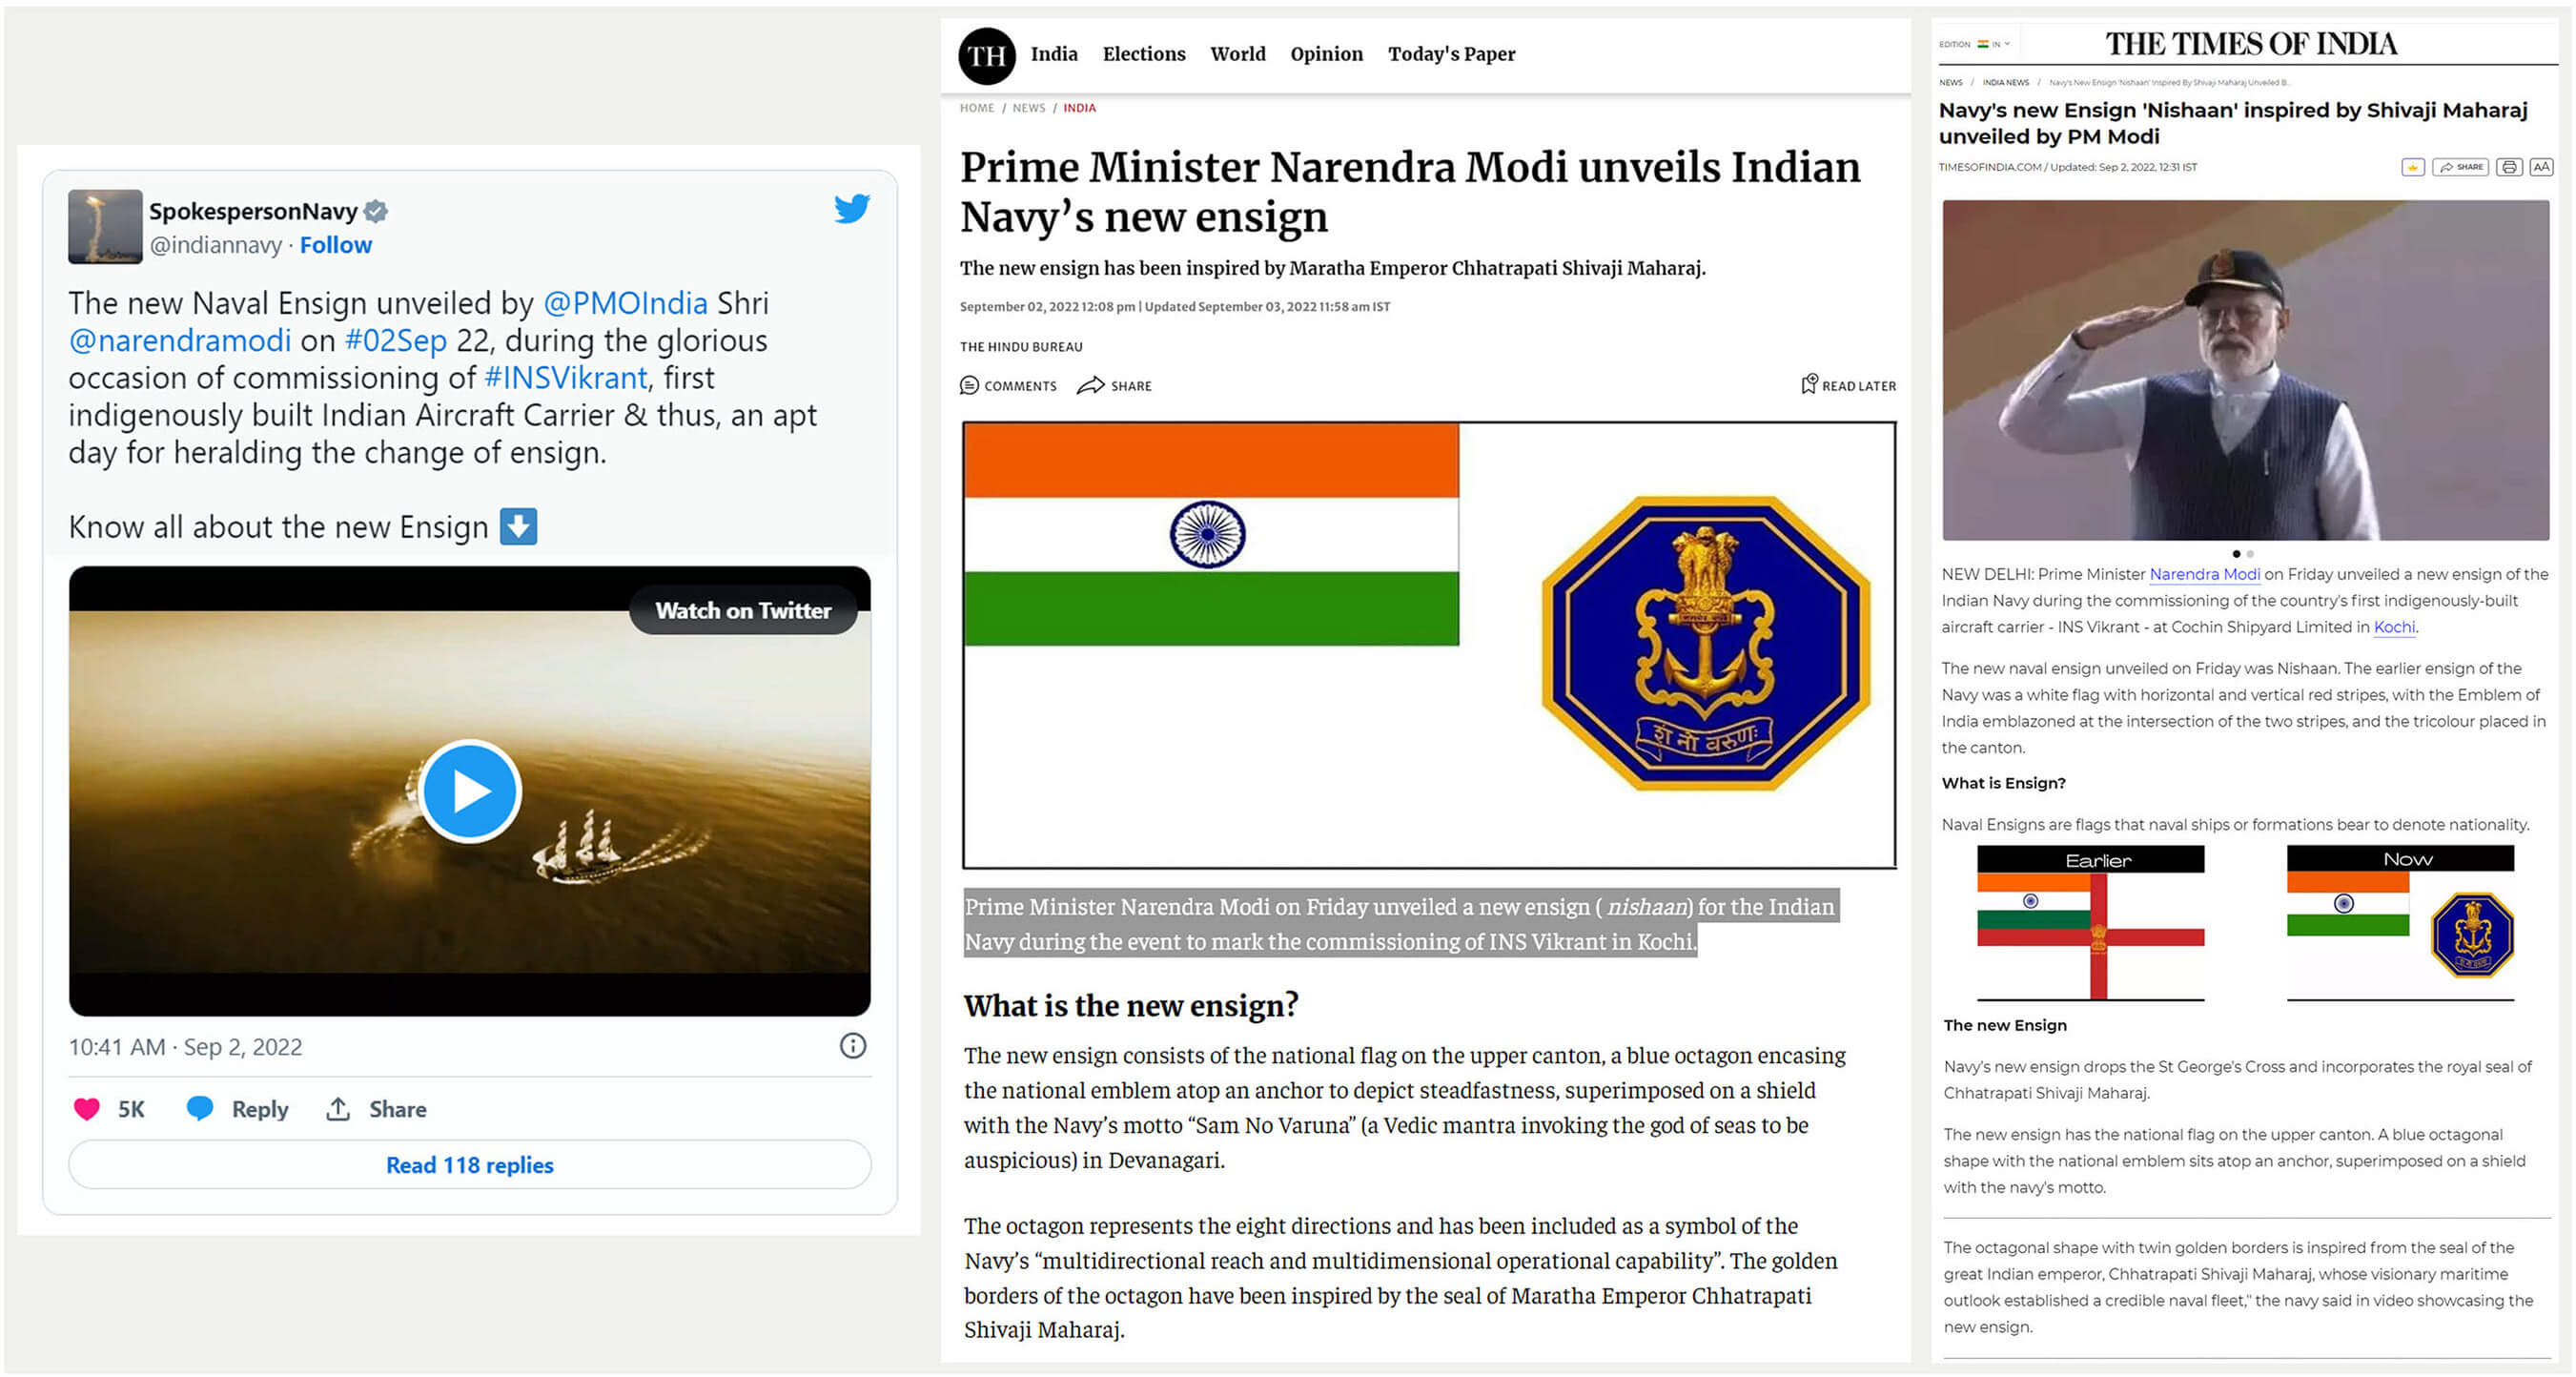 SpokespersonNavy
@indiannavy · Follow
The new Naval Ensign unveiled by @PMOIndia Shri
@narendramodi on #02Sep 22, during the glorious
occasion of commissioning of #INSVikrant, first
indigenously built Indian Aircraft Carrier & thus, an apt
day for heralding the change of ensign.
Know all about the new Ensign
Watch on Twitter
10:41 AM · Sep 2, 2022
5K Reply Share
Read 118 replies
TH India Elections World Opinion Today's Paper
HOME / NEWS / INDIA
Prime Minister Narendra Modi unveils Indian
Navy’s new ensign
The new ensign has been inspired by Maratha Emperor Chhatrapati Shivaji Maharaj.
September 02, 2022 12:08 pm | Updated September 03, 2022 11:58 am IST
THE HINDU BUREAU
COMMENTS SHARE READ LATER
शं नो वरुणः
Prime Minister Narendra Modi on Friday unveiled a new ensign ( nishaan) for the Indian
Navy during the event to mark the commissioning of INS Vikrant in Kochi.
What is the new ensign?
The new ensign consists of the national flag on the upper canton, a blue octagon encasing
the national emblem atop an anchor to depict steadfastness, superimposed on a shield
with the Navy’s motto “Sam No Varuna” (a Vedic mantra invoking the god of seas to be
auspicious) in Devanagari.
The octagon represents the eight directions and has been included as a symbol of the
Navy’s “multidirectional reach and multidimensional operational capability”. The golden
borders of the octagon have been inspired by the seal of Maratha Emperor Chhatrapati
Shivaji Maharaj.
EDITION IN
THE TIMES OF INDIA
NEWS / INDIA NEWS / Navy's New Ensign 'Nishaan' Inspired By Shivaji Maharaj Unveiled B...
Navy's new Ensign 'Nishaan' inspired by Shivaji Maharaj
unveiled by PM Modi
TIMESOFINDIA.COM / Updated: Sep 2, 2022, 12:31 IST
SHARE AA
NEW DELHI: Prime Minister Narendra Modi on Friday unveiled a new ensign of the
Indian Navy during the commissioning of the country's first indigenously-built
aircraft carrier - INS Vikrant - at Cochin Shipyard Limited in Kochi.
The new naval ensign unveiled on Friday was Nishaan. The earlier ensign of the
Navy was a white flag with horizontal and vertical red stripes, with the Emblem of
India emblazoned at the intersection of the two stripes, and the tricolour placed in
the canton.
What is Ensign?
Naval Ensigns are flags that naval ships or formations bear to denote nationality.
Earlier
Now
The new Ensign
Navy's new ensign drops the St George's Cross and incorporates the royal seal of
Chhatrapati Shivaji Maharaj.
The new ensign has the national flag on the upper canton. A blue octagonal
shape with the national emblem sits atop an anchor, superimposed on a shield
with the navy's motto.
The octagonal shape with twin golden borders is inspired from the seal of the
great Indian emperor, Chhatrapati Shivaji Maharaj, whose visionary maritime
outlook established a credible naval fleet," the navy said in video showcasing the
new ensign.